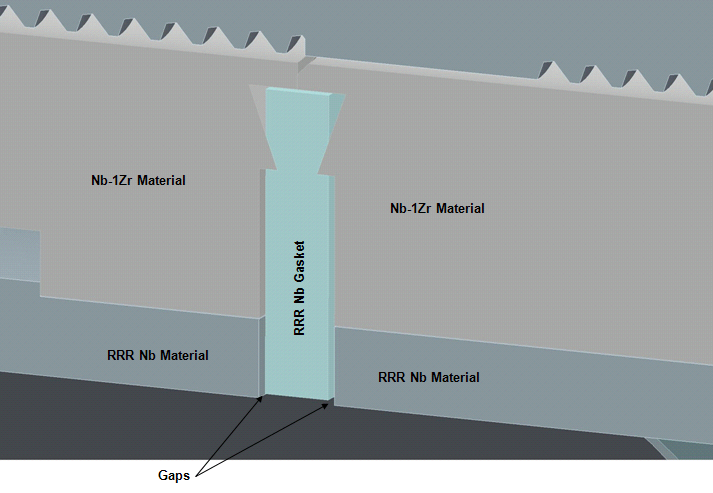 Nb-1Zr Material
Nb-1Zr Material
RRR Nb Gasket
RRR Nb Material
RRR Nb Material
Gaps